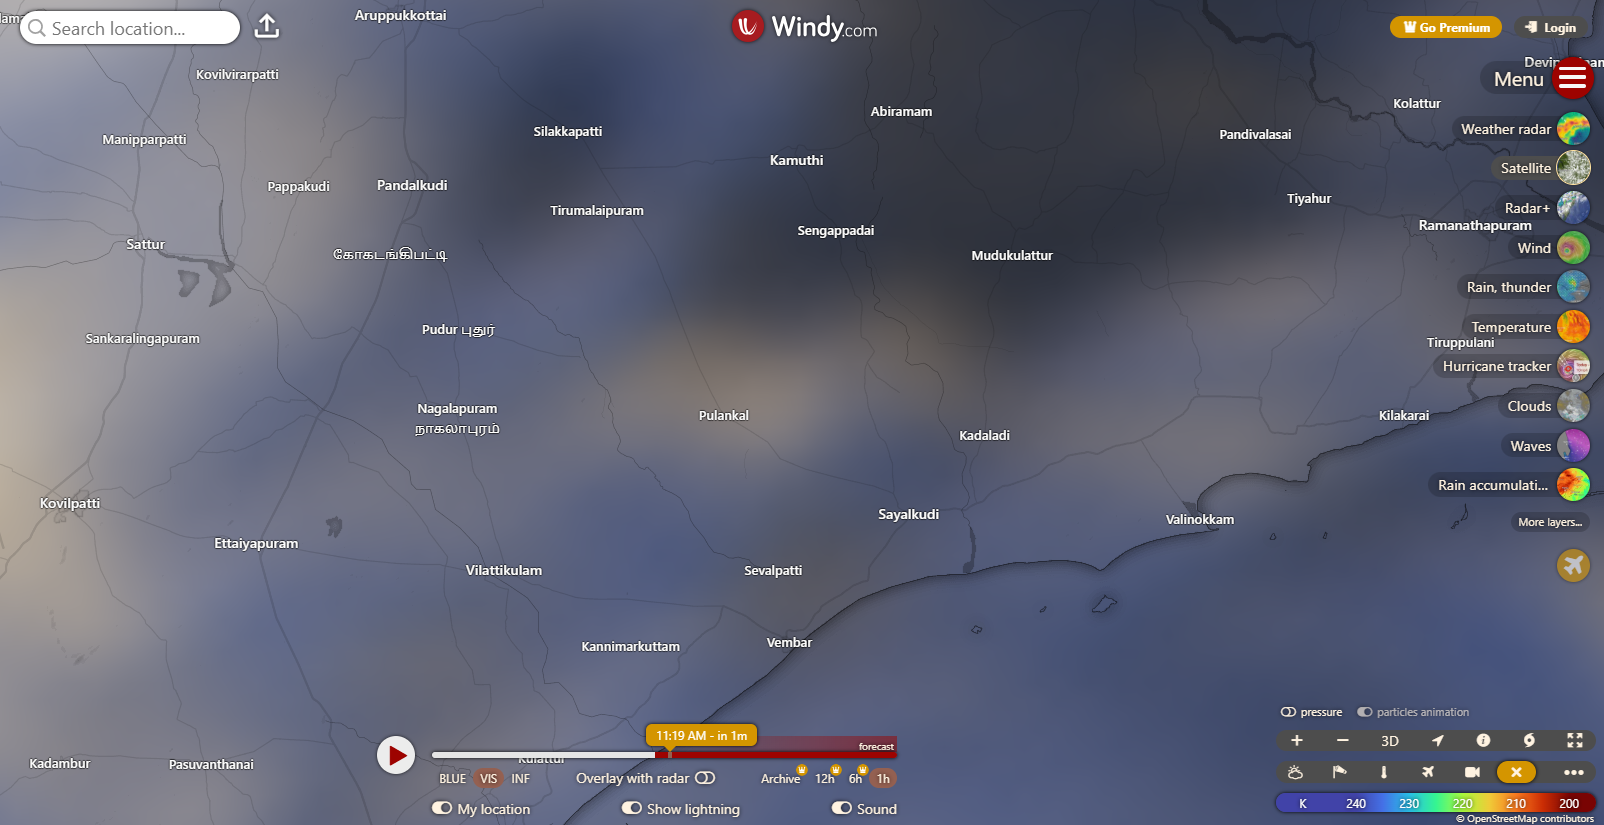 Aruppukkottai
Search location...
Windy.com
Go Premium
Login
Kovilvirarpatti
Menu
Kolattur
Abiramam
Silakkapatti
Weather radar
Pandivalasai
Manipparpatti
Kamuthi
Satellite
Pappakudi
Pandalkudi
Tiyahur
Tirumalaipuram
Radar+
Ramanathapuram
Sengappadai
Sattur
Wind
கோகடங்கிபட்டி
Mudukulattur
Rain, thunder
Temperature
Pudur புதுர்
Sankaralingapuram
Tiruppulani
Hurricane tracker
Nagalapuram
நாகலாபுரம்
Clouds
Pulankal
Kilakarai
Kadaladi
Waves
Rain accumulati...
Kovilpatti
Sayalkudi
Valinokkam
More layers...
Ettaiyapuram
Vilattikulam
Sevalpatti
Kannimarkuttam
Vembar
pressure
particles animation
11:19 AM - in 1m
forecast
3D
Kadambur
Pasuvanthanai
Kulattur
BLUE VIS INF
Overlay with radar
Archive 12h 6h 1h
My location
Show lightning
Sound
K 240 230 220 210 200
© OpenStreetMap contributors